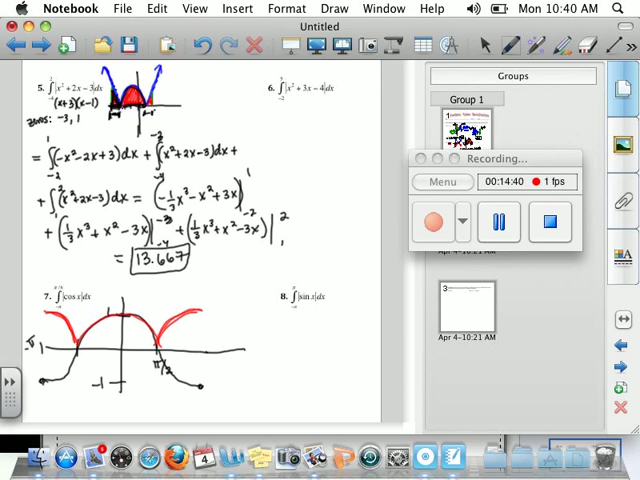 Notebook File Edit View Insert Format Draw Window Help Mon 10:40 AM
Untitled
Groups
Group 1
Recording...
Menu 00:14:40 1 fps
Apr 4–10:21 AM
3
Apr 4–10:21 AM
5. ∫ |x² + 2x − 3|dx
(x+3)(x-1)
zeros: -3, 1
6. ∫ |x² + 3x − 4|dx
= ∫(-x²-2x+3)dx + ∫(x²+2x-3)dx +
+ ∫(x²+2x-3)dx = (-1/3x³ - x² + 3x)|
+ (1/3x³ + x² - 3x)| + (1/3x³ + x² - 3x)|
= 13.667
7. ∫ |cos x|dx
8. ∫ |sin x|dx
1
-π
π/2
-1